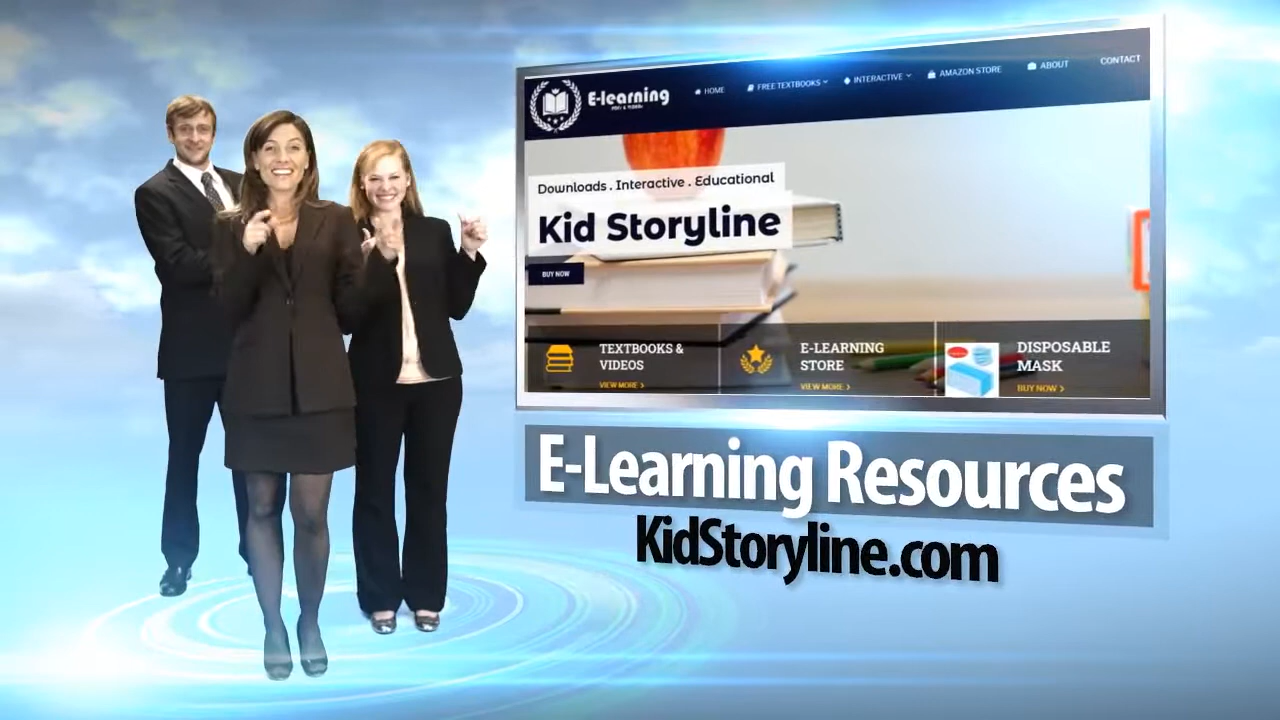 E-learning
HOME
FREE TEXTBOOKS
INTERACTIVE
AMAZON STORE
ABOUT
CONTACT
Downloads . Interactive . Educational
Kid Storyline
BUY NOW
TEXTBOOKS &
VIDEOS
VIEW MORE >
E-LEARNING
STORE
VIEW MORE >
DISPOSABLE
MASK
BUY NOW >
E-Learning Resources
KidStoryline.com